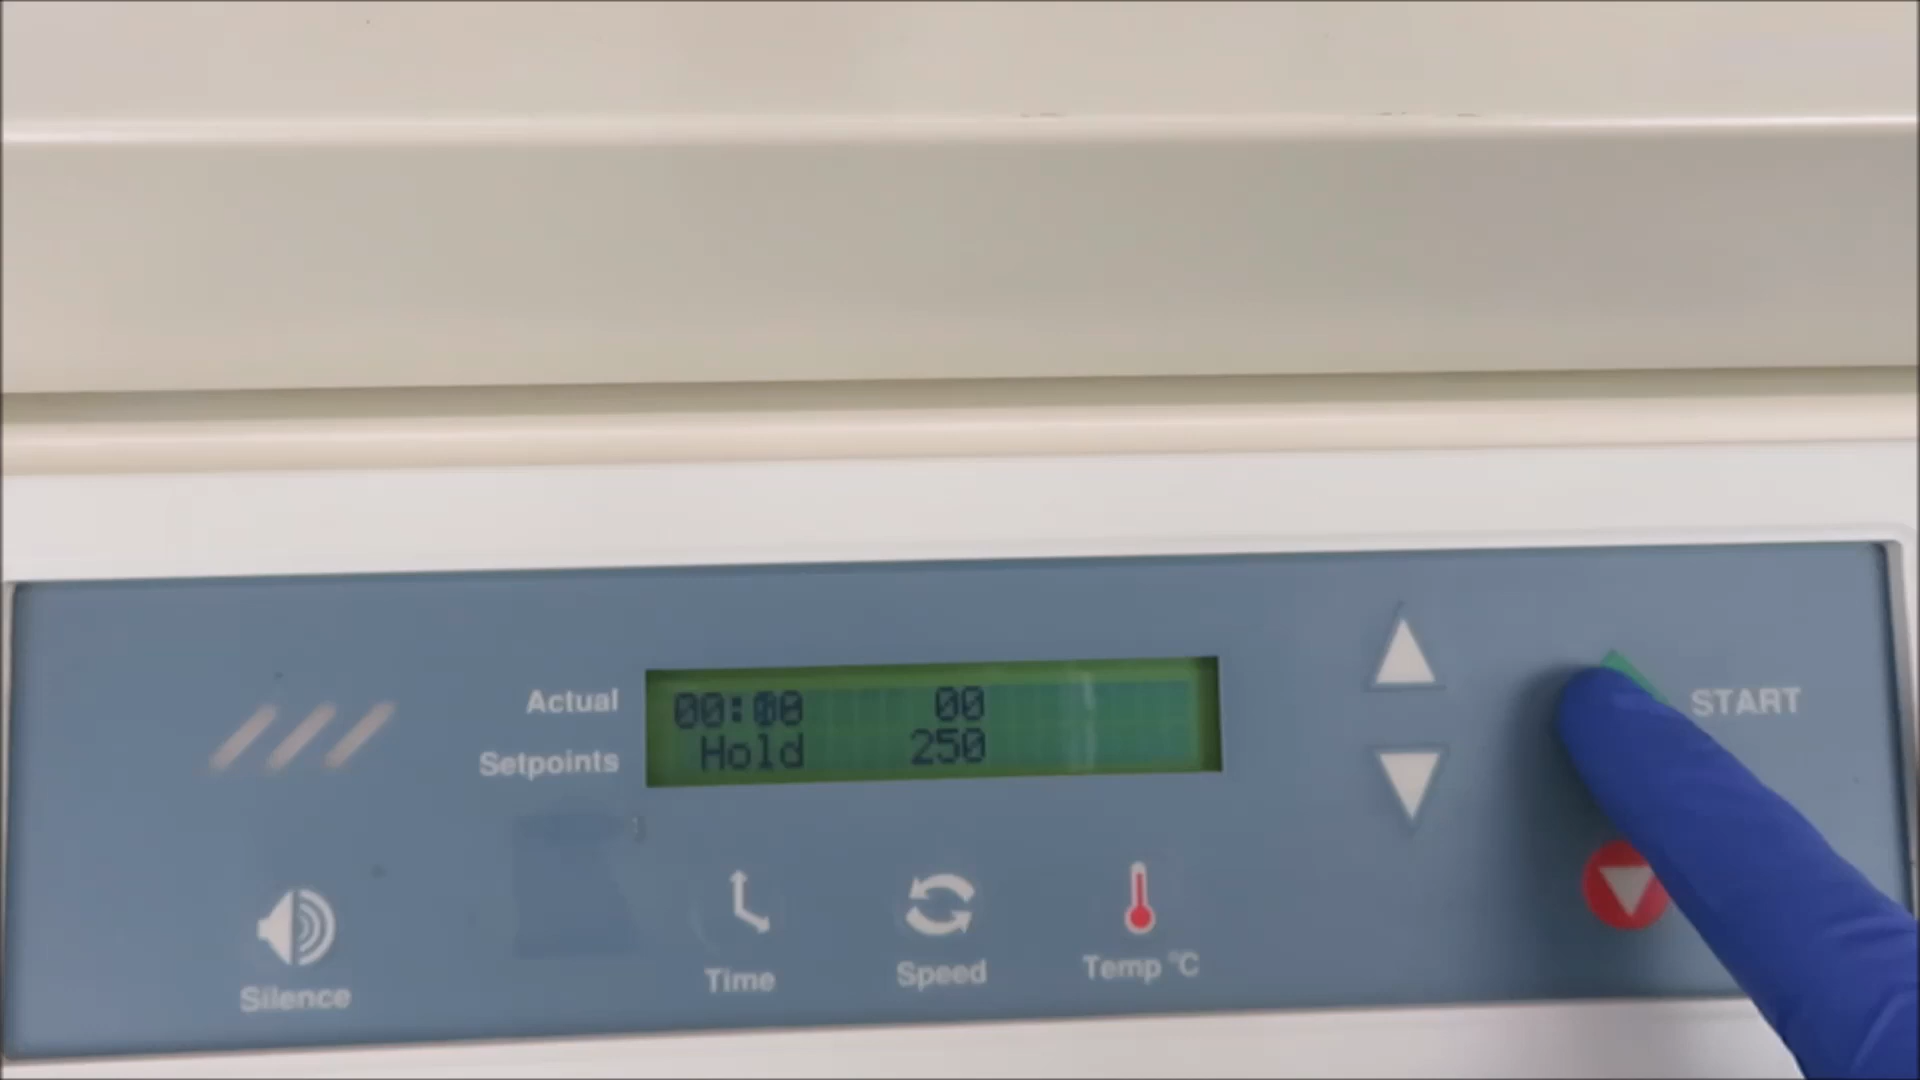 Actual 00:00 00
START
Setpoints Hold 250
Time
Speed
Temp °C
Silence